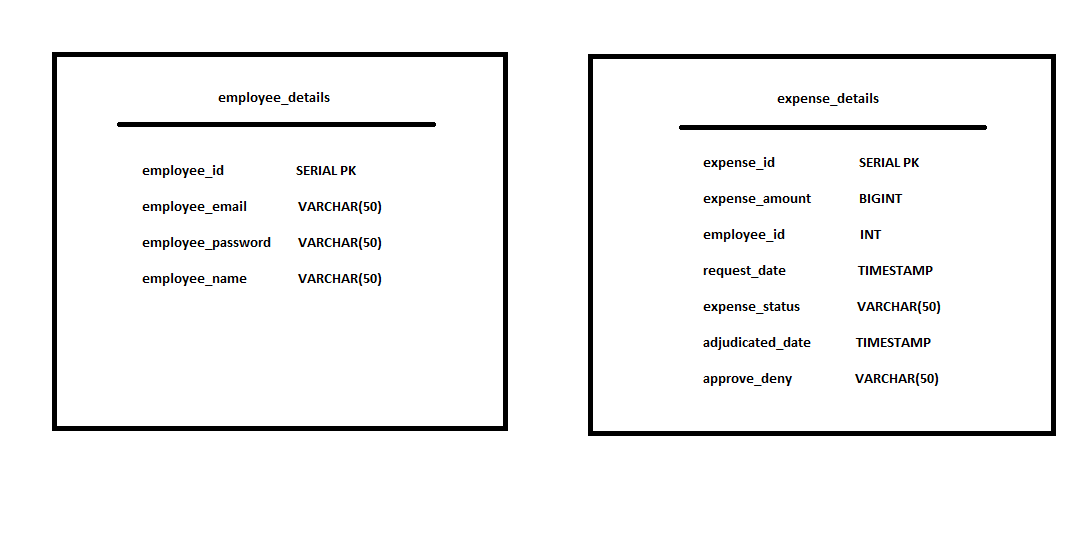 employee_details
employee_id SERIAL PK
employee_email VARCHAR(50)
employee_password VARCHAR(50)
employee_name VARCHAR(50)
expense_details
expense_id SERIAL PK
expense_amount BIGINT
employee_id INT
request_date TIMESTAMP
expense_status VARCHAR(50)
adjudicated_date TIMESTAMP
approve_deny VARCHAR(50)